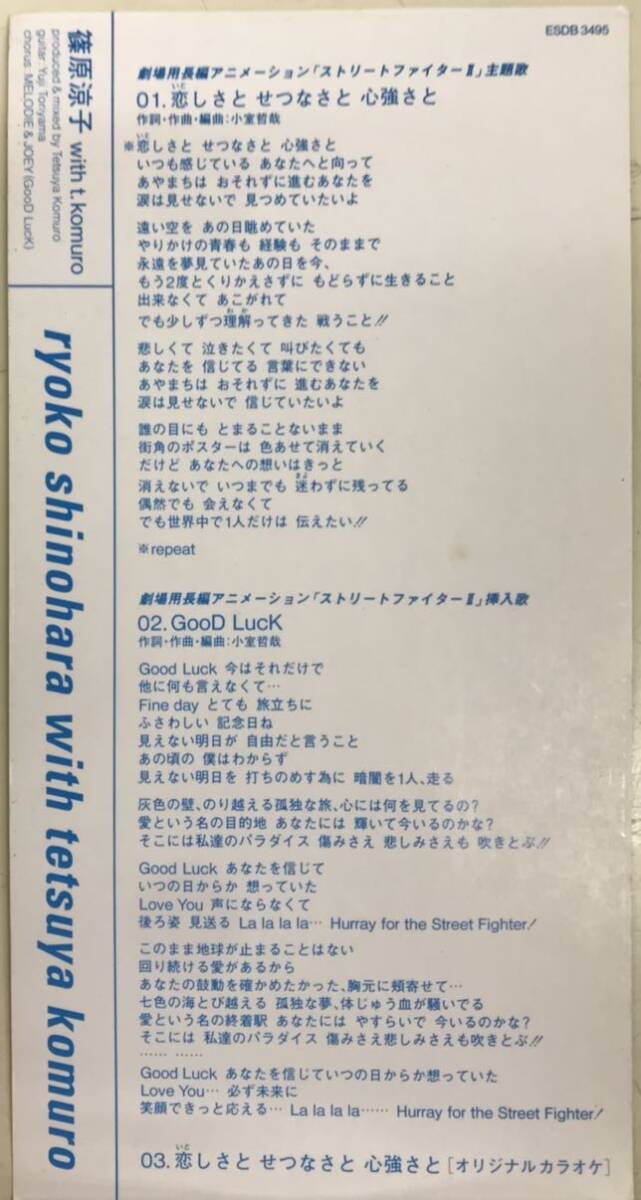 ESDB 3495
篠原涼子 with t.komuro
produced & mixed by Tetsuya Komuro
guitar: Yuji Toriyama
chorus: MELODIE & JOEY (GooD LucK)
ryoko shinohara with tetsuya komuro
劇場用長編アニメーション「ストリートファイターⅡ」主題歌
01.恋しさと せつなさと 心強さと
作詞・作曲・編曲:小室哲哉
いと
※恋しさと せつなさと 心強さと
いつも感じている あなたへと向って
あやまちは おそれずに進むあなたを
涙は見せないで 見つめていたいよ
遠い空を あの日眺めていた
やりかけの青春も 経験も そのままで
永遠を夢見ていたあの日を今、
もう2度とくりかえさずに もどらずに生きること
出来なくて あこがれて
わか
でも少しずつ理解ってきた 戦うこと!!
悲しくて 泣きたくて 叫びたくても
あなたを 信じてる 言葉にできない
あやまちは おそれずに 進むあなたを
涙は見せないで 信じていたいよ
誰の目にも とまることないまま
街角のポスターは 色あせて消えていく
だけど あなたへの想いはきっと
まよ
消えないで いつまでも 迷わずに残ってる
偶然でも 会えなくて
でも世界中で1人だけは 伝えたい!!
※repeat
劇場用長編アニメーション「ストリートファイターⅡ」挿入歌
02.GooD LucK
作詞・作曲・編曲:小室哲哉
Good Luck 今はそれだけで
他に何も言えなくて…
Fine day とても 旅立ちに
ふさわしい 記念日ね
見えない明日が 自由だと言うこと
あの頃の 僕はわからず
見えない明日を 打ちのめす為に 暗闇を1人、走る
灰色の壁、のり越える孤独な旅、心には何を見てるの?
愛という名の目的地 あなたには 輝いて今いるのかな?
そこには私達のパラダイス 傷みさえ 悲しみさえも 吹きとぶ!!
Good Luck あなたを信じて
いつの日からか 想っていた
Love You 声にならなくて
後ろ姿 見送る La la la la… Hurray for the Street Fighter!
このまま地球が止まることはない
回り続ける愛があるから
あなたの鼓動を確かめたかった、胸元に頬寄せて…
七色の海とび越える 孤独な夢、体じゅう血が騒いでる
愛という名の終着駅 あなたには やすらいで 今いるのかな?
そこには 私達のパラダイス 傷みさえ悲しみさえも吹きとぶ!!
…… ……
Good Luck あなたを信じていつの日からか想っていた
Love You… 必ず未来に
笑顔できっと応える… La la la la…… Hurray for the Street Fighter!
いと
03.恋しさと せつなさと 心強さと[オリジナルカラオケ]